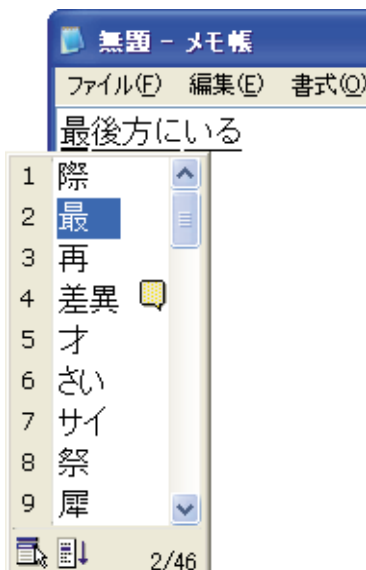 無題 - メモ帳
ファイル(F) 編集(E) 書式(O)
最後方にいる
1 際
2 最
3 再
4 差異
5 才
6 さい
7 サイ
8 祭
9 犀
2/46